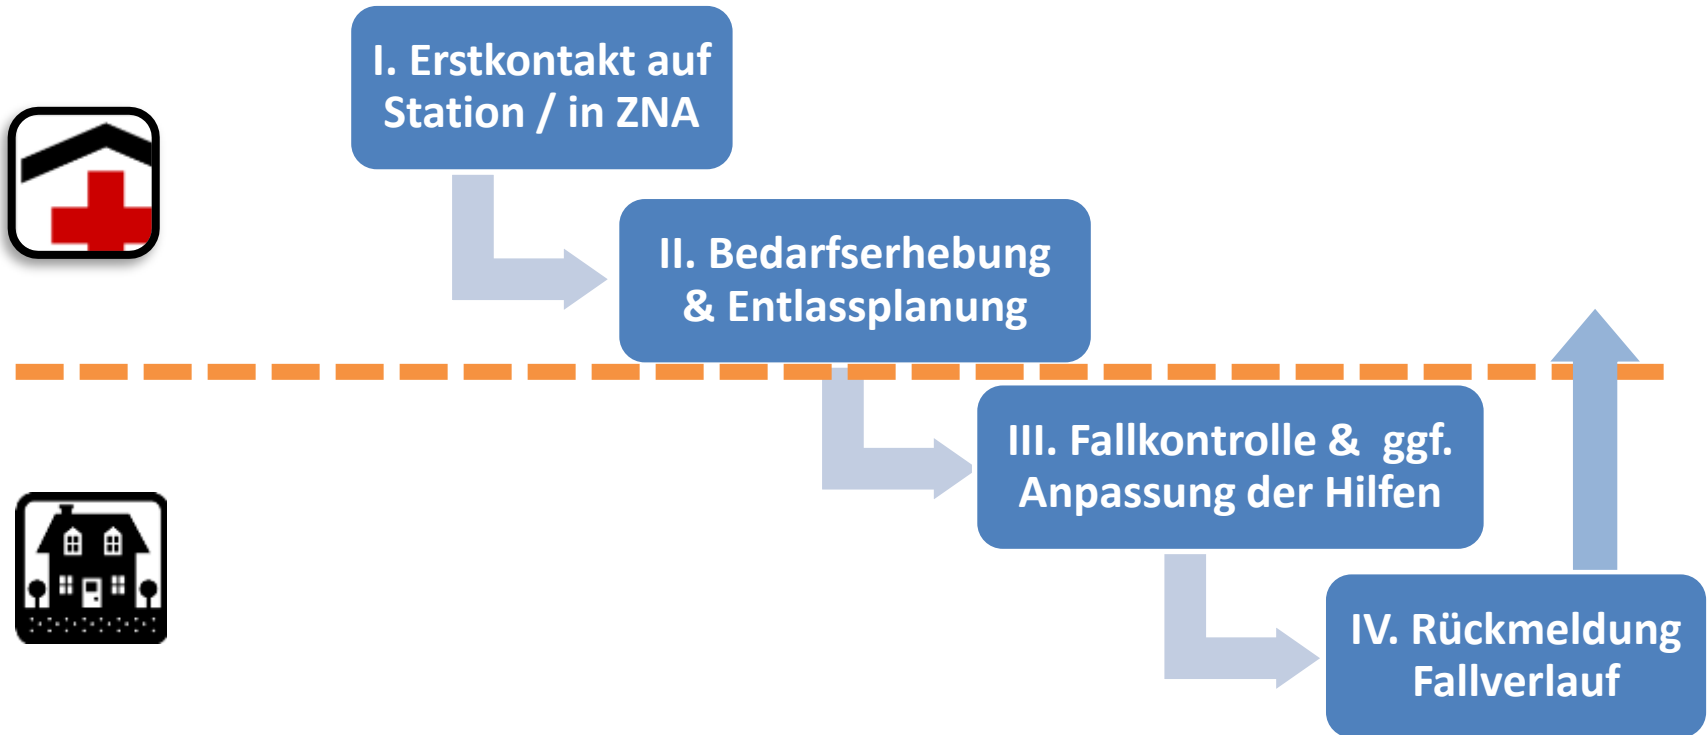 I. Erstkontakt auf
Station / in ZNA
II. Bedarfserhebung
& Entlassplanung
III. Fallkontrolle & ggf.
Anpassung der Hilfen
IV. Rückmeldung
Fallverlauf